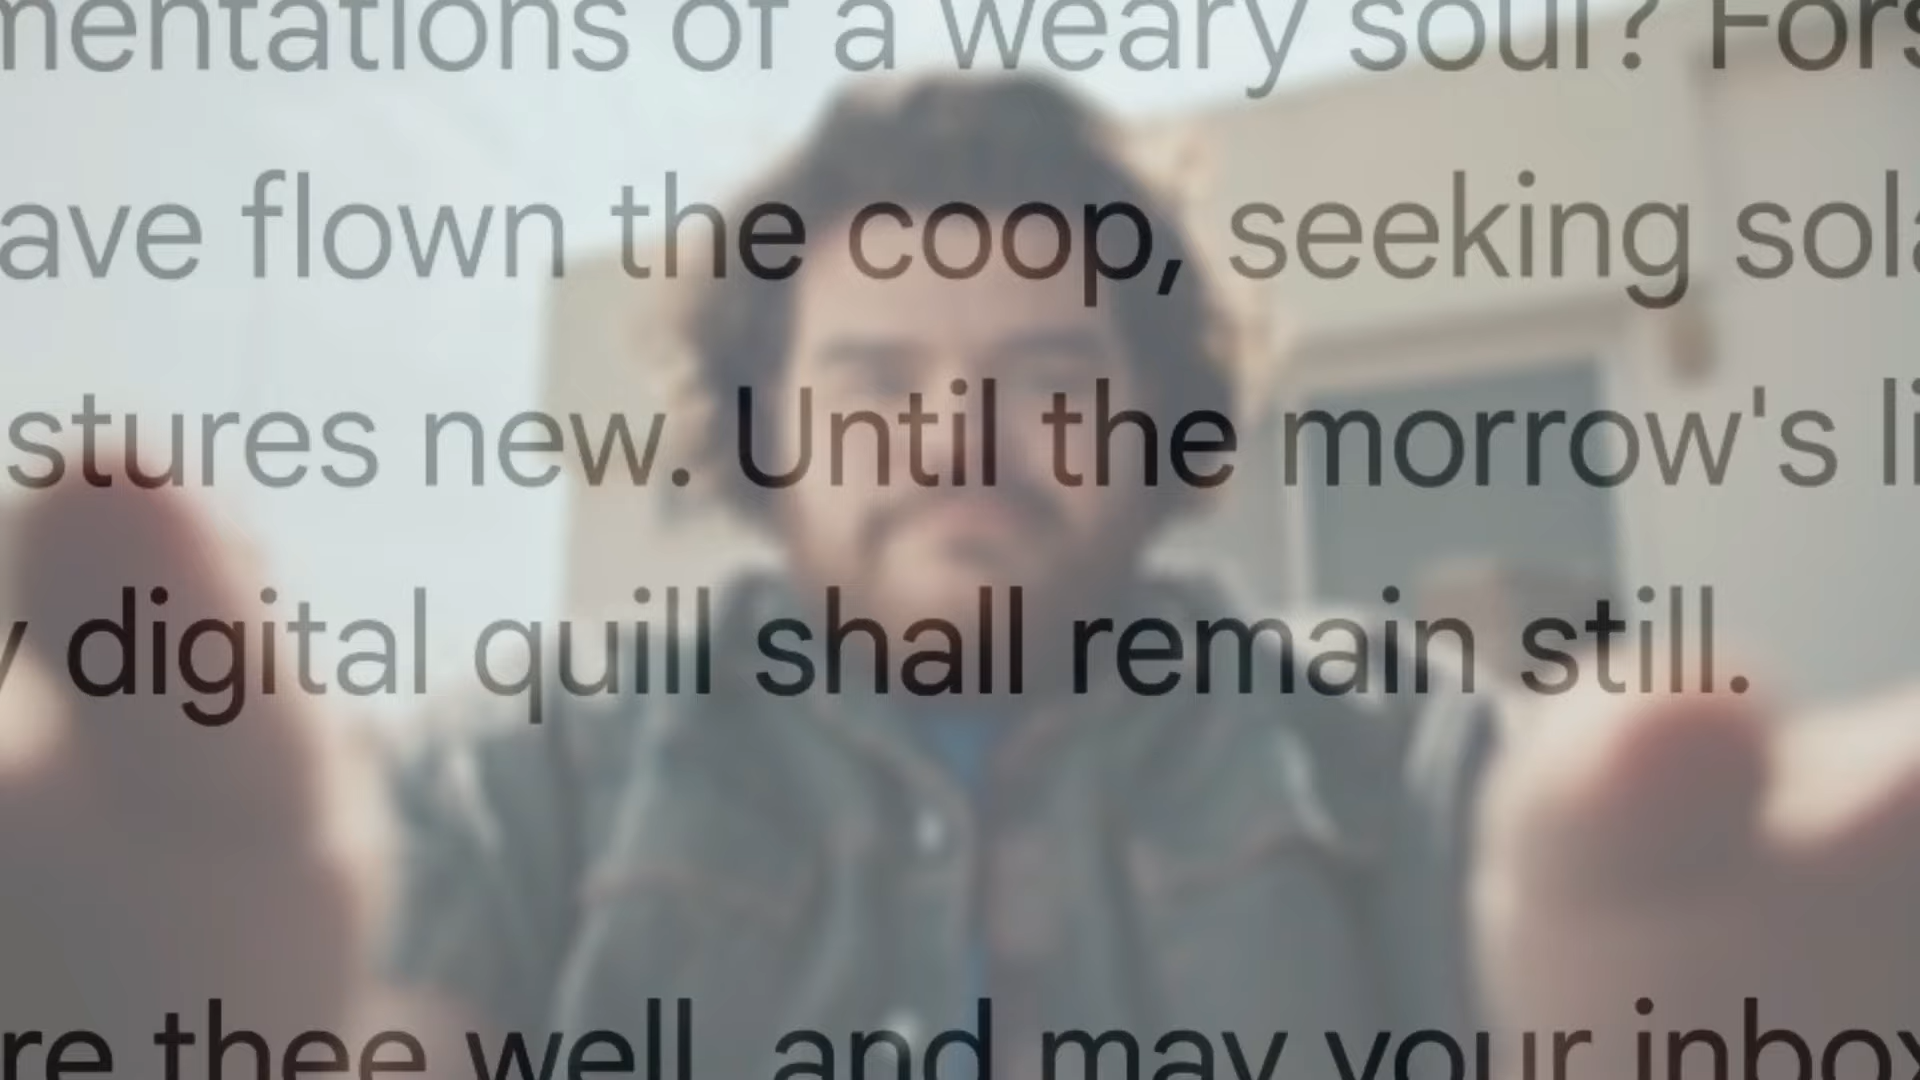 mentations of a weary soul? Fors
ave flown the coop, seeking sola
stures new. Until the morrow's li
y digital quill shall remain still.
re thee well, and may your inbox